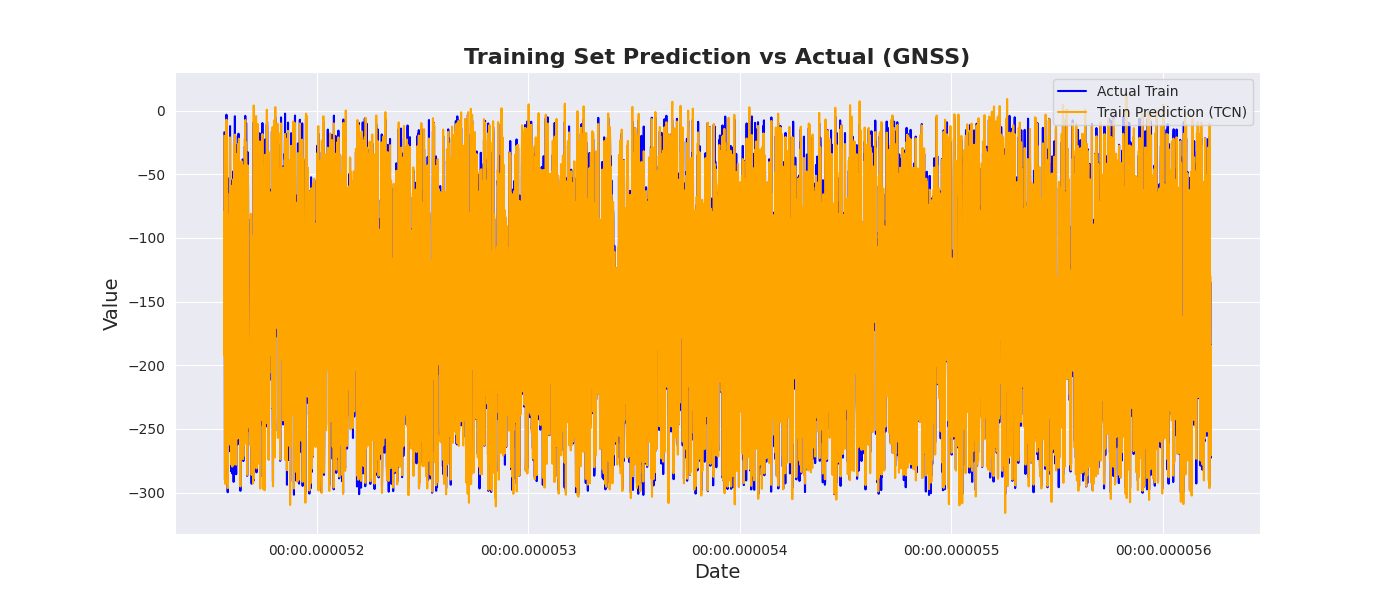 Training Set Prediction vs Actual (GNSS)
Actual Train
Train Prediction (TCN)
Value
0
−50
−100
−150
−200
−250
−300
00:00.000052
00:00.000053
00:00.000054
00:00.000055
00:00.000056
Date